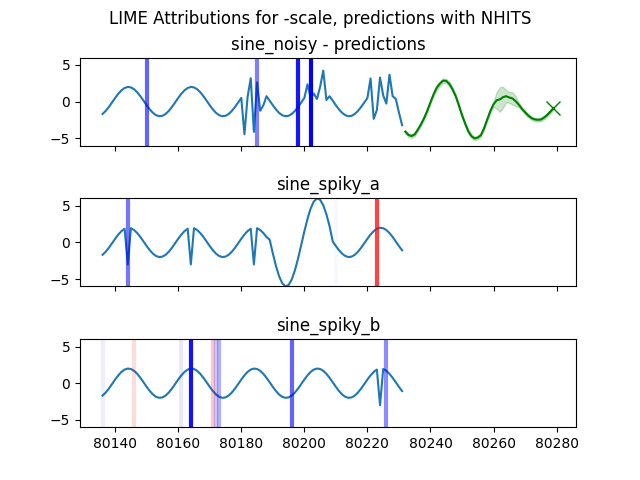 LIME Attributions for -scale, predictions with NHITS
sine_noisy - predictions
5
0
−5
sine_spiky_a
5
0
−5
sine_spiky_b
5
0
−5
80140 80160 80180 80200 80220 80240 80260 80280